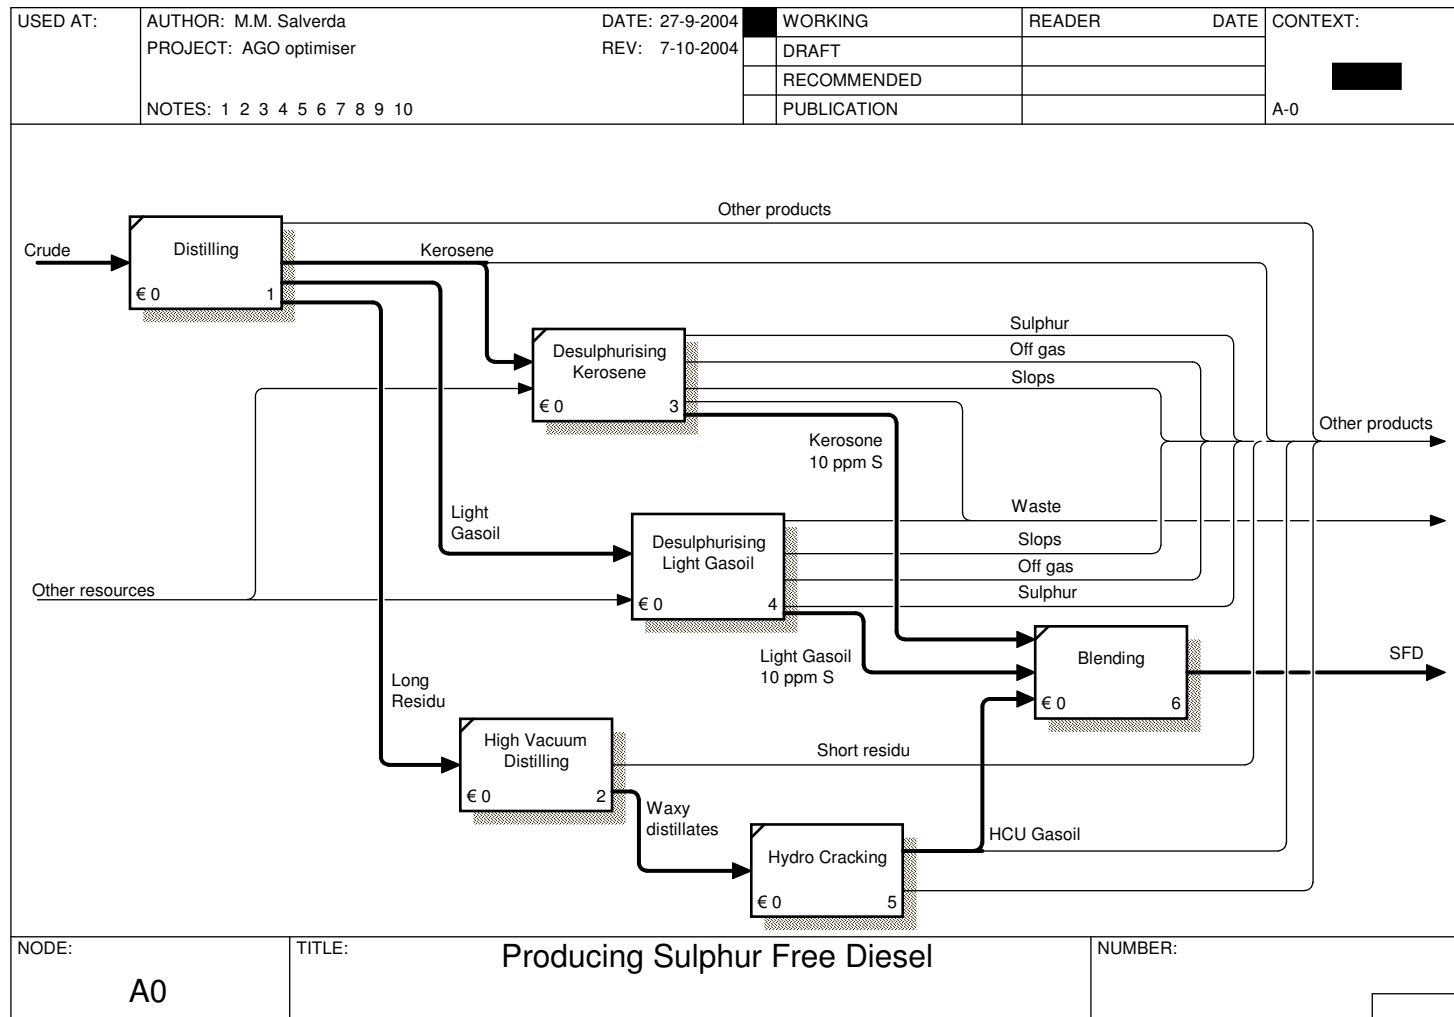 USED AT:
AUTHOR: M.M. Salverda
DATE: 27-9-2004
WORKING
READER
DATE
CONTEXT:
PROJECT: AGO optimiser
REV: 7-10-2004
DRAFT
RECOMMENDED
NOTES: 1 2 3 4 5 6 7 8 9 10
PUBLICATION
A-0
Other products
Crude
Distilling
€ 0
1
Kerosene
Sulphur
Off gas
Slops
Desulphurising
Kerosene
€ 0
3
Other products
Kerosone
10 ppm S
Light
Gasoil
Waste
Slops
Off gas
Sulphur
Desulphurising
Light Gasoil
€ 0
4
Other resources
Light Gasoil
10 ppm S
Blending
€ 0
6
SFD
Long
Residu
High Vacuum
Distilling
€ 0
2
Short residu
Waxy
distillates
Hydro Cracking
€ 0
5
HCU Gasoil
NODE:
A0
TITLE:
Producing Sulphur Free Diesel
NUMBER: